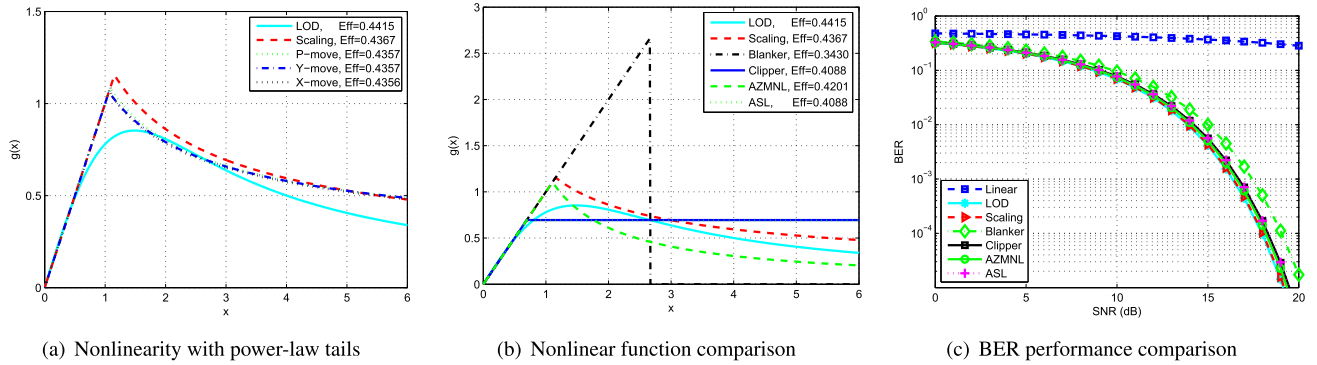 1.5
1
0.5
0
0 1 2 3 4 5 6
g(x)
x
LOD, Eff=0.4415
Scaling, Eff=0.4367
P−move, Eff=0.4357
Y−move, Eff=0.4357
X−move, Eff=0.4356
(a) Nonlinearity with power-law tails
3
2.5
2
1.5
1
0.5
0
0 1 2 3 4 5 6
g(x)
x
LOD, Eff=0.4415
Scaling, Eff=0.4367
Blanker, Eff=0.3430
Clipper, Eff=0.4088
AZMNL, Eff=0.4201
ASL, Eff=0.4088
(b) Nonlinear function comparison
10^0
10^−1
10^−2
10^−3
10^−4
0 5 10 15 20
BER
SNR (dB)
Linear
LOD
Scaling
Blanker
Clipper
AZMNL
ASL
(c) BER performance comparison